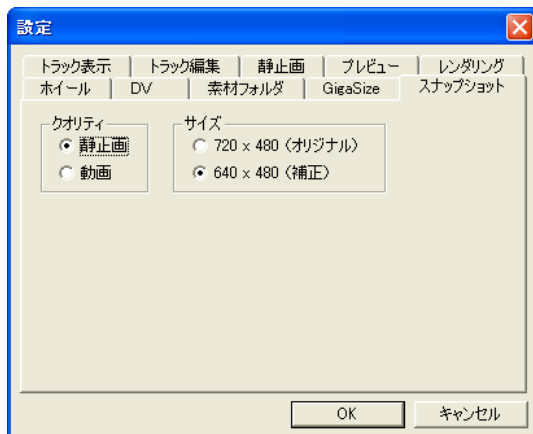 設定
トラック表示 トラック編集 静止画 プレビュー レンダリング
ホイール DV 素材フォルダ GigaSize スナップショット
クオリティ サイズ
静止画 720 x 480 (オリジナル)
動画 640 x 480 (補正)
OK キャンセル